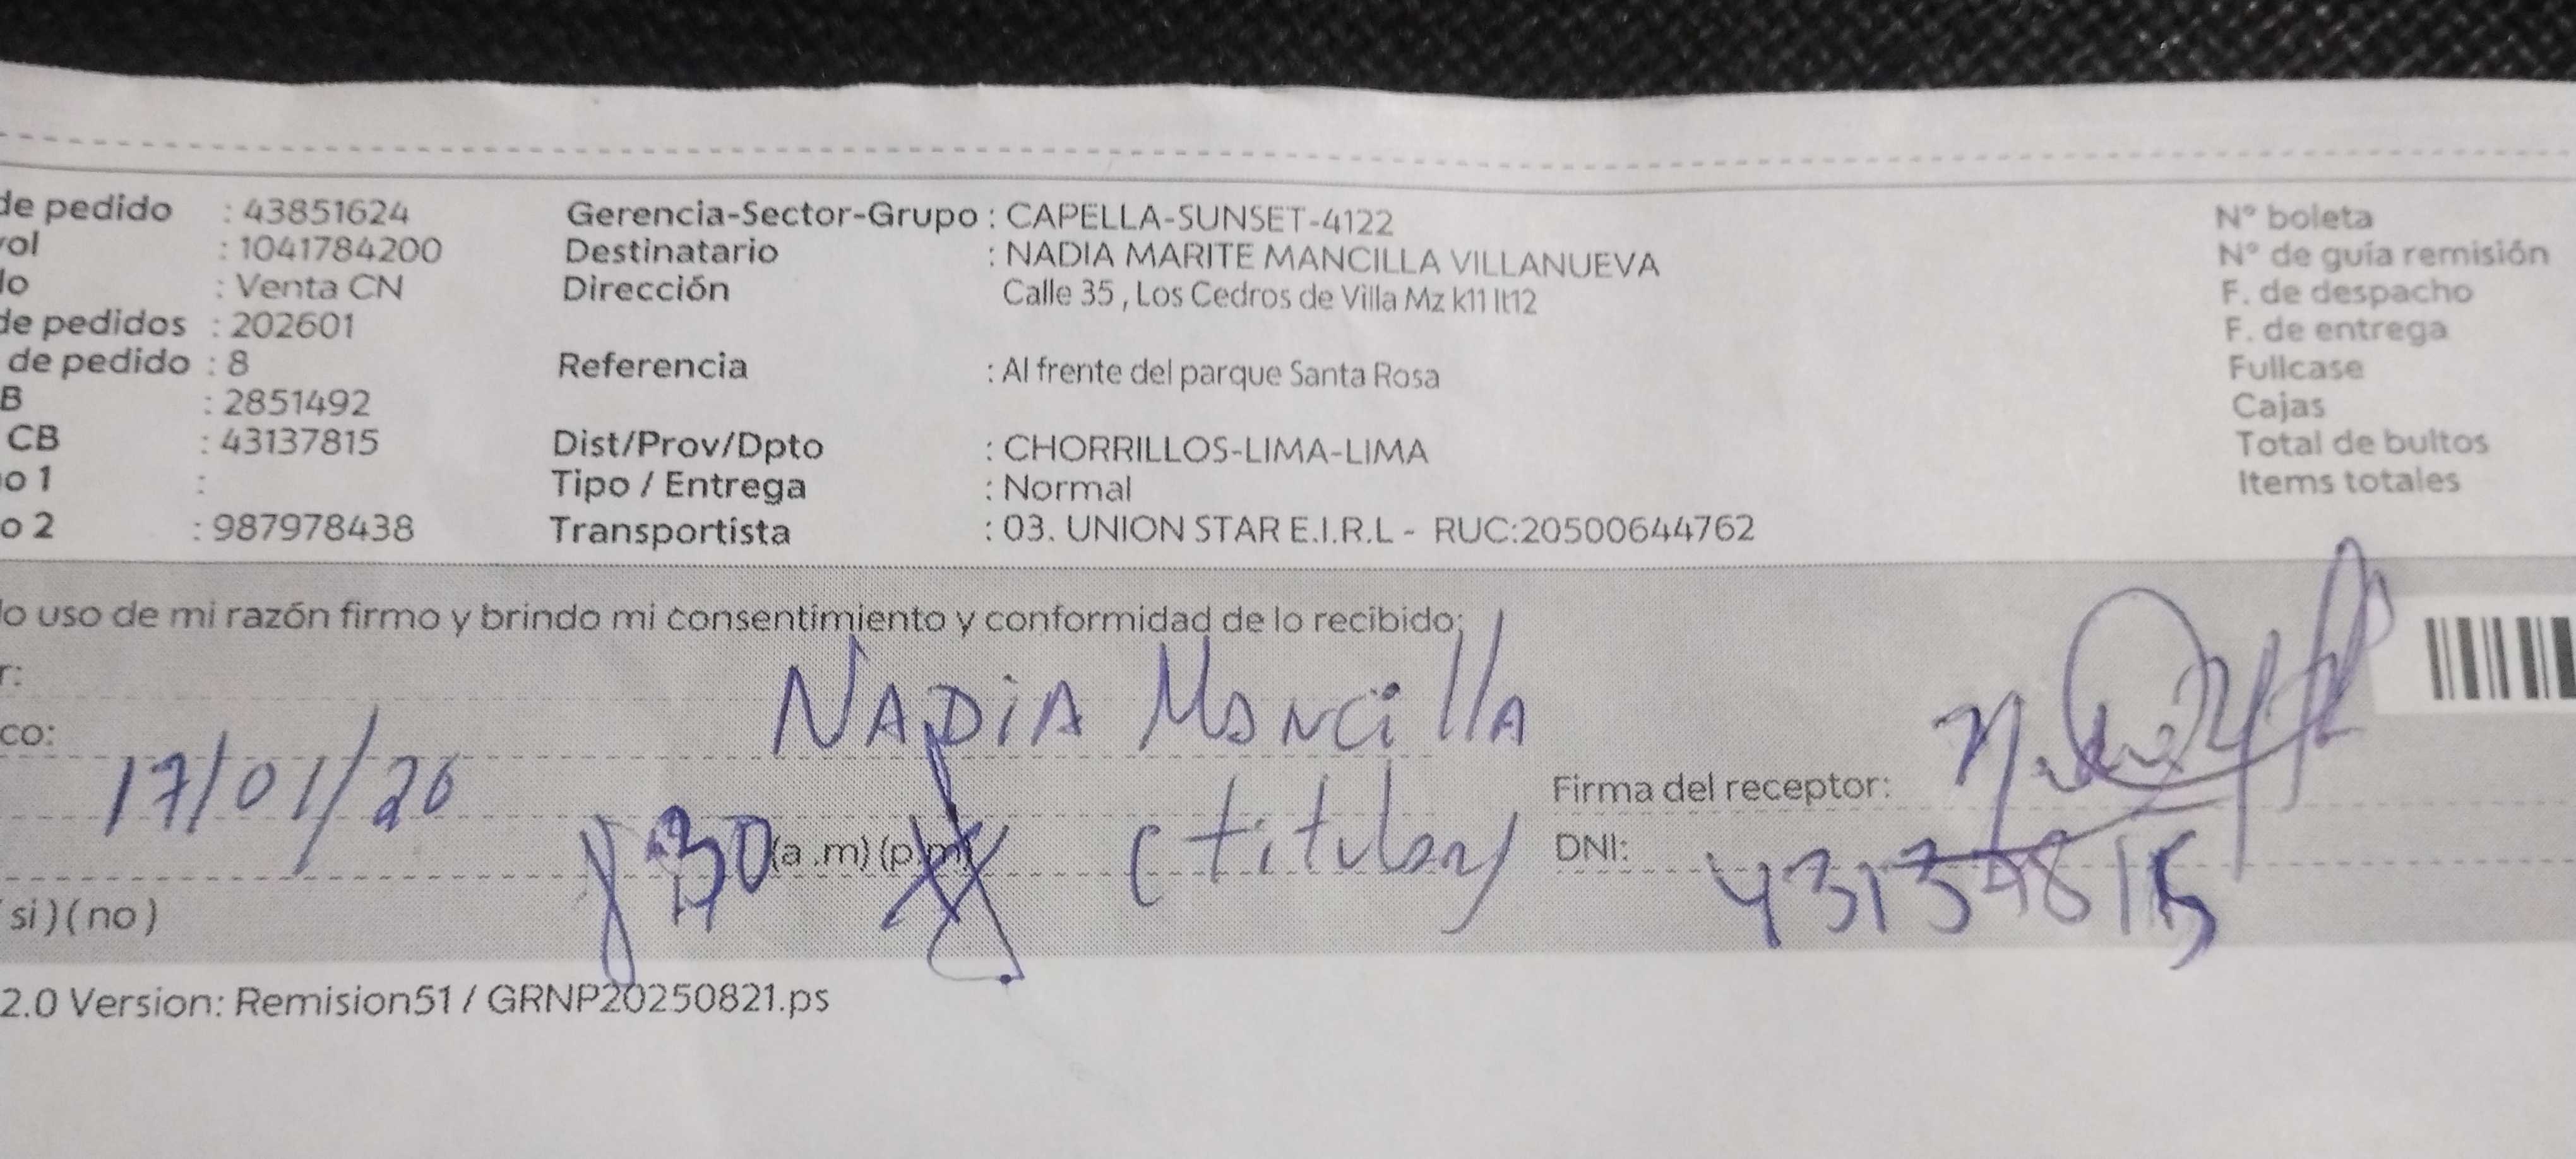 de pedido : 43851624 Gerencia-Sector-Grupo : CAPELLA-SUNSET-4122 N° boleta
rol : 1041784200 Destinatario : NADIA MARITE MANCILLA VILLANUEVA N° de guía remisión
do : Venta CN Dirección Calle 35 , Los Cedros de Villa Mz k11 lt12 F. de despacho
de pedidos : 202601 F. de entrega
de pedido : 8 Referencia : Al frente del parque Santa Rosa Fullcase
B : 2851492 Cajas
CB : 43137815 Dist/Prov/Dpto : CHORRILLOS-LIMA-LIMA Total de bultos
o 1 : Tipo / Entrega : Normal Items totales
o 2 : 987978438 Transportista : 03. UNION STAR E.I.R.L - RUC:20500644762
do uso de mi razón firmo y brindo mi consentimiento y conformidad de lo recibido;
r: NADiA MANCillA
co:
17/01/26 Firma del receptor:
30 (a .m) (p.m) (titular) DNI: 43137815
si ) ( no )
2.0 Version: Remision51 / GRNP20250821.ps